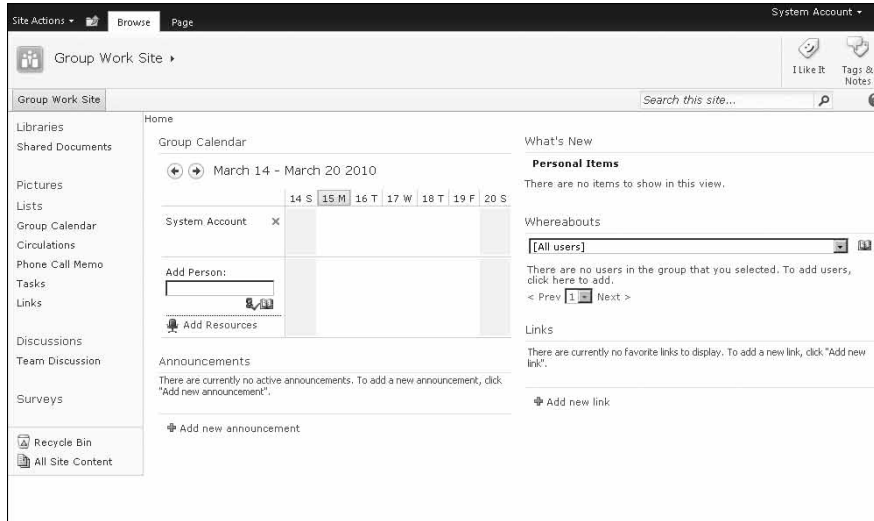 Site Actions Browse Page System Account
Group Work Site
I Like It Tags & Notes
Group Work Site Search this site...
Libraries
Shared Documents
Pictures
Lists
Group Calendar
Circulations
Phone Call Memo
Tasks
Links
Discussions
Team Discussion
Surveys
Recycle Bin
All Site Content
Home
Group Calendar
March 14 - March 20 2010
14 S 15 M 16 T 17 W 18 T 19 F 20 S
System Account
Add Person:
Add Resources
Announcements
There are currently no active announcements. To add a new announcement, click
"Add new announcement".
Add new announcement
What's New
Personal Items
There are no items to show in this view.
Whereabouts
[All users]
There are no users in the group that you selected. To add users,
click here to add.
< Prev 1 Next >
Links
There are currently no favorite links to display. To add a new link, click "Add new
link".
Add new link